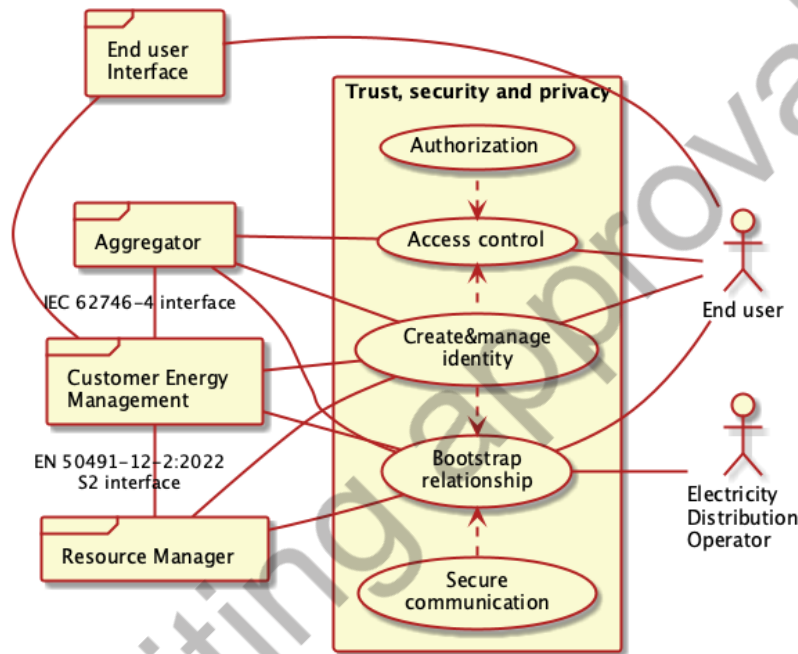 End user
Interface
Trust, security and privacy
Authorization
Aggregator
Access control
IEC 62746-4 interface
End user
Create&manage
identity
Customer Energy
Management
EN 50491-12-2:2022
S2 interface
Bootstrap
relationship
Electricity
Distribution
Operator
Resource Manager
Secure
communication
iting approva